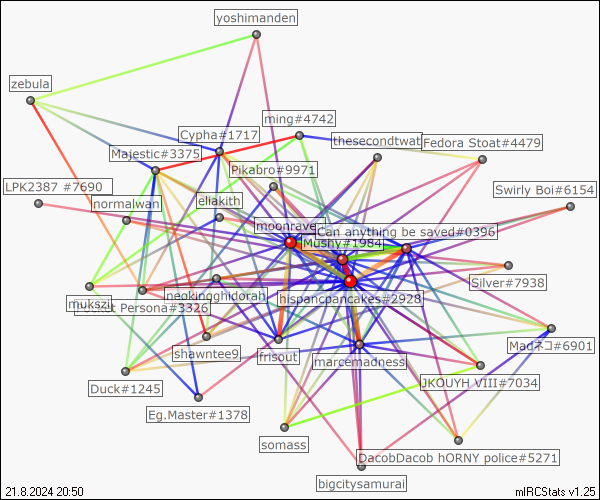 yoshimanden
zebula
ming#4742
Cypha#1717
thesecondtwat
Fedora Stoat#4479
Majestic#3375
Pikabro#9971
LPK2387 #7690
Swirly Boi#6154
normalwan
eliakith
moonrave
Can anything be saved#0396
Mushy#1984
Silver#7938
neokingghidorah
hispancpancakes#2928
mukszi
t Persona#3326
Madネコ#6901
shawntee9
frisout
marcemadness
Duck#1245
JKOUYH VIII#7034
Eg.Master#1378
somass
DacobDacob hORNY police#5271
bigcitysamurai
21.8.2024 20:50
mIRCStats v1.25